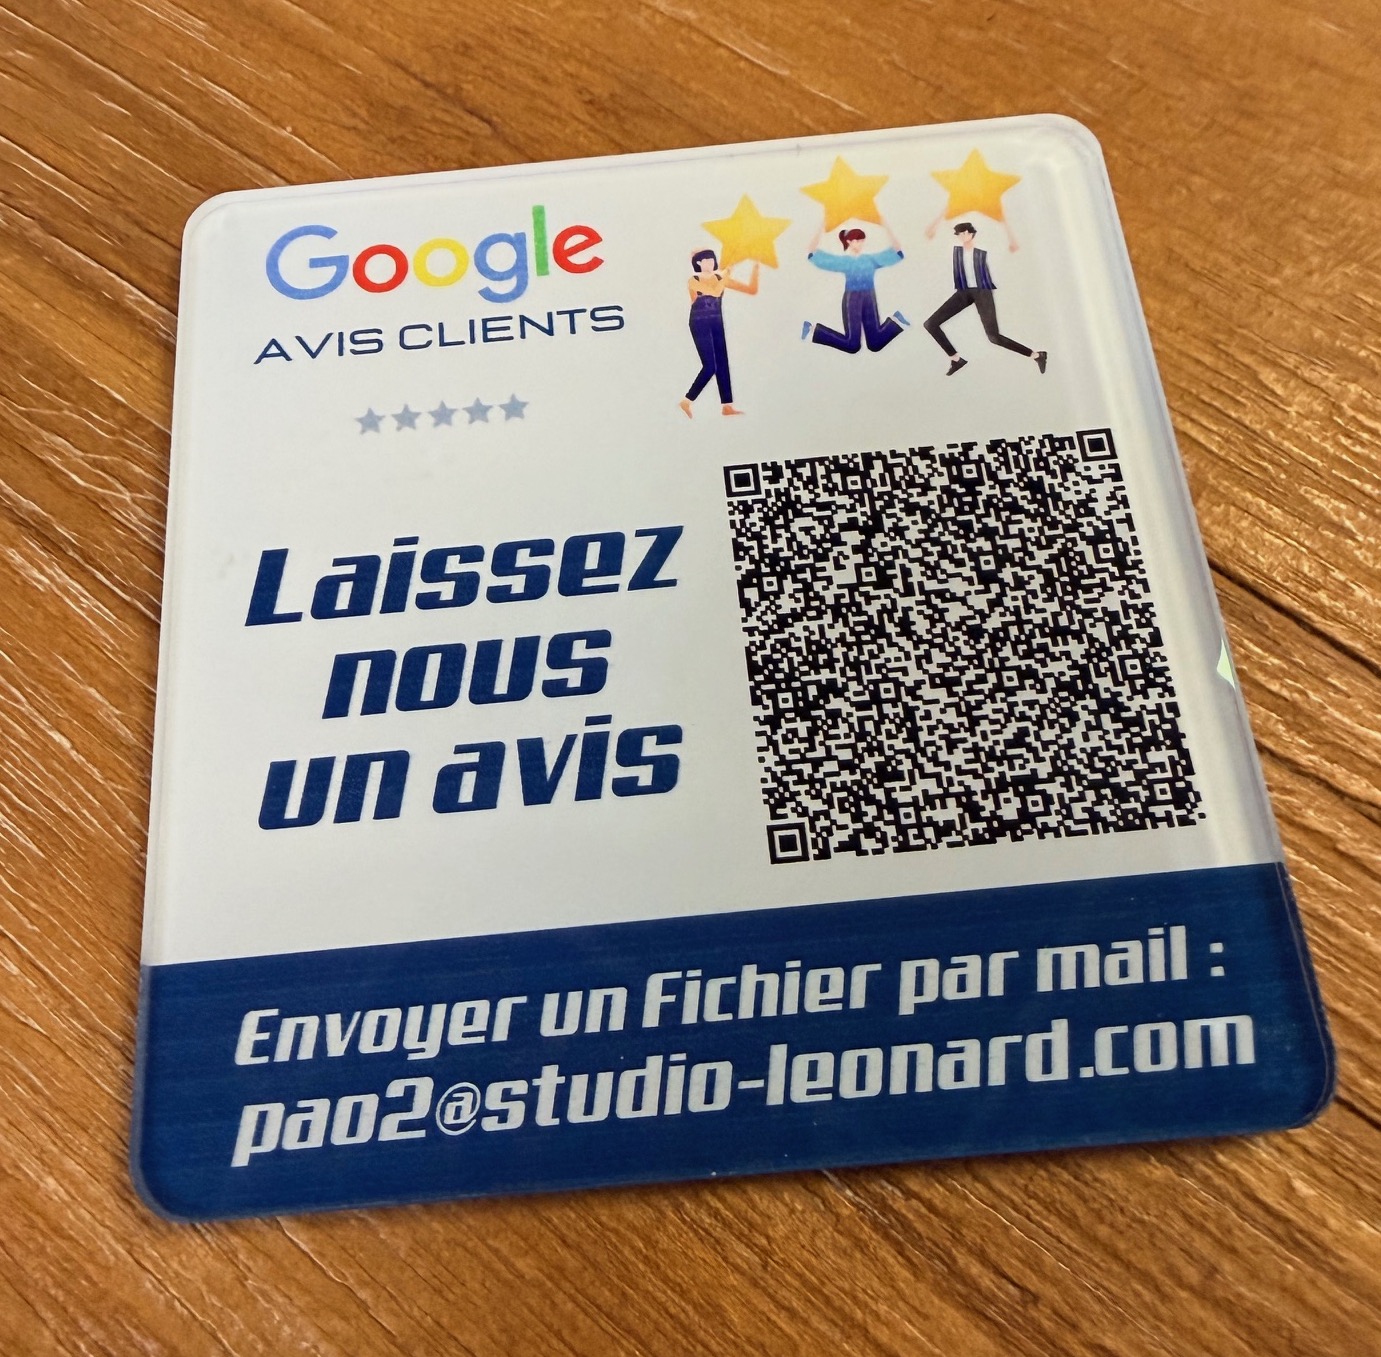 Google
AVIS CLIENTS
Laissez
nous
un avis
Envoyer un Fichier par mail :
pao2@studio-leonard.com